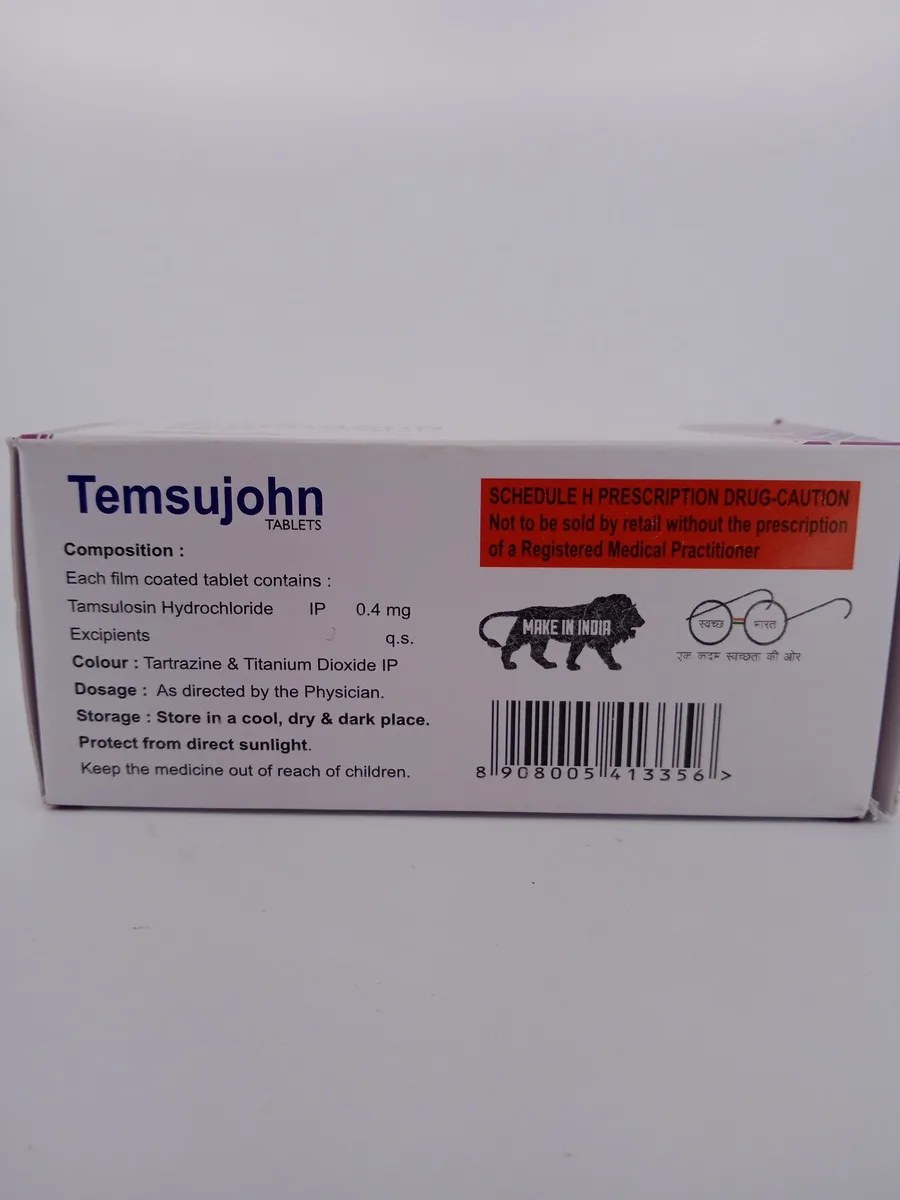 Temsujohn
TABLETS
Composition :
Each film coated tablet contains :
Tamsulosin Hydrochloride IP 0.4 mg
Excipients q.s.
Colour : Tartrazine & Titanium Dioxide IP
Dosage : As directed by the Physician.
Storage : Store in a cool, dry & dark place.
Protect from direct sunlight.
Keep the medicine out of reach of children.
SCHEDULE H PRESCRIPTION DRUG-CAUTION
Not to be sold by retail without the prescription
of a Registered Medical Practitioner
MAKE IN INDIA
स्वच्छ भारत
एक कदम स्वच्छता की ओर
8 908005 413356 >